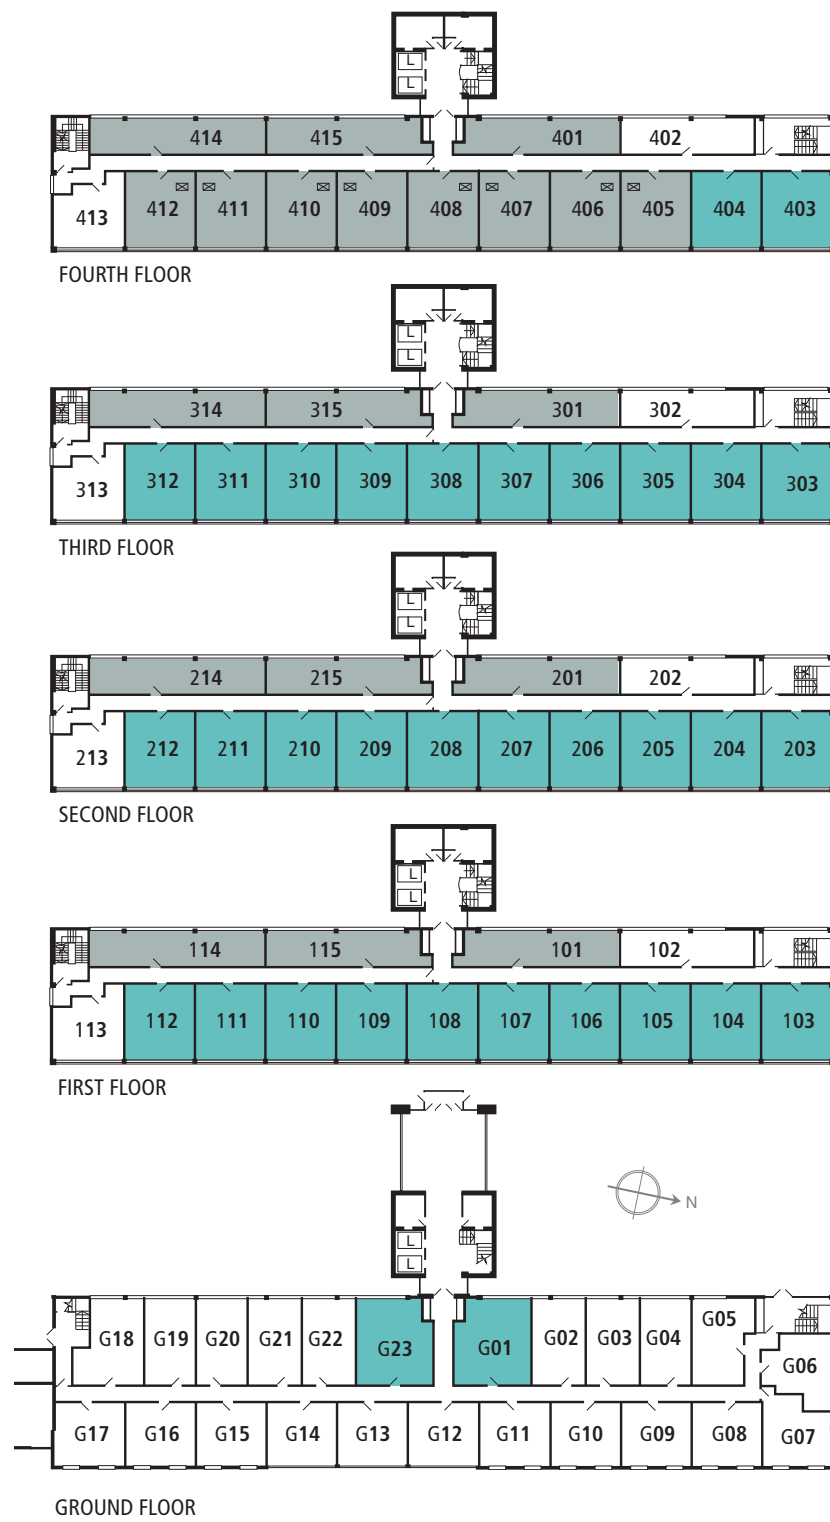 L
L
414 415 401 402
413 412 411 410 409 408 407 406 405 404 403
FOURTH FLOOR
L
L
314 315 301 302
313 312 311 310 309 308 307 306 305 304 303
THIRD FLOOR
L
L
214 215 201 202
213 212 211 210 209 208 207 206 205 204 203
SECOND FLOOR
L
L
114 115 101 102
113 112 111 110 109 108 107 106 105 104 103
FIRST FLOOR
N
L
L
G18 G19 G20 G21 G22 G23 G01 G02 G03 G04 G05
G06
G17 G16 G15 G14 G13 G12 G11 G10 G09 G08 G07
GROUND FLOOR